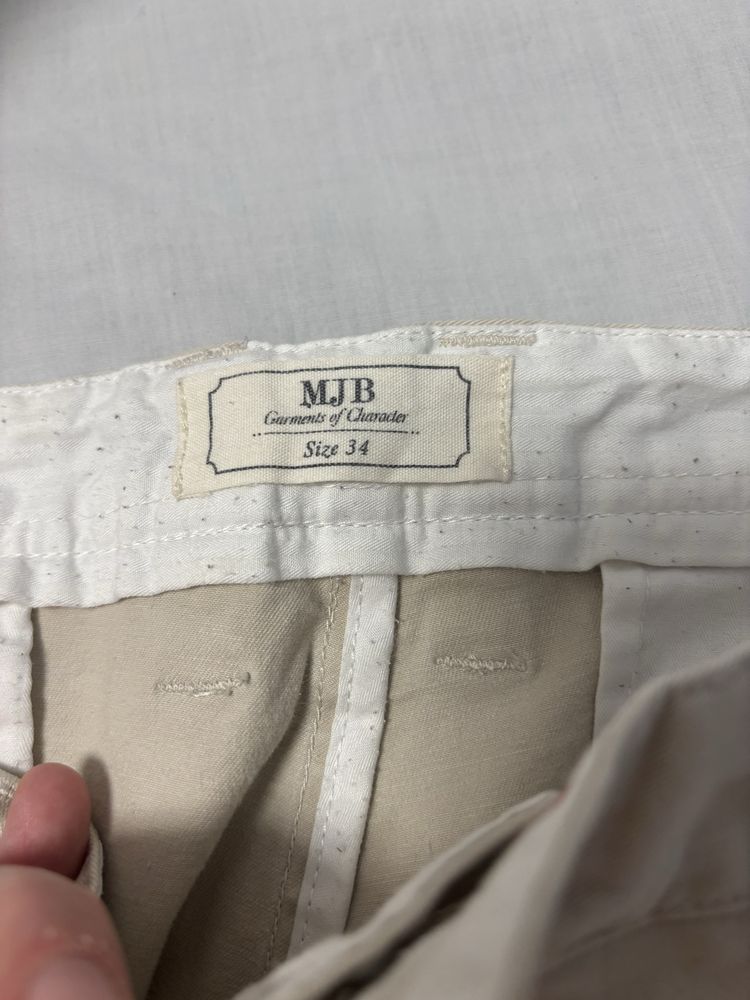 MJB
Garments of Character
Size 34